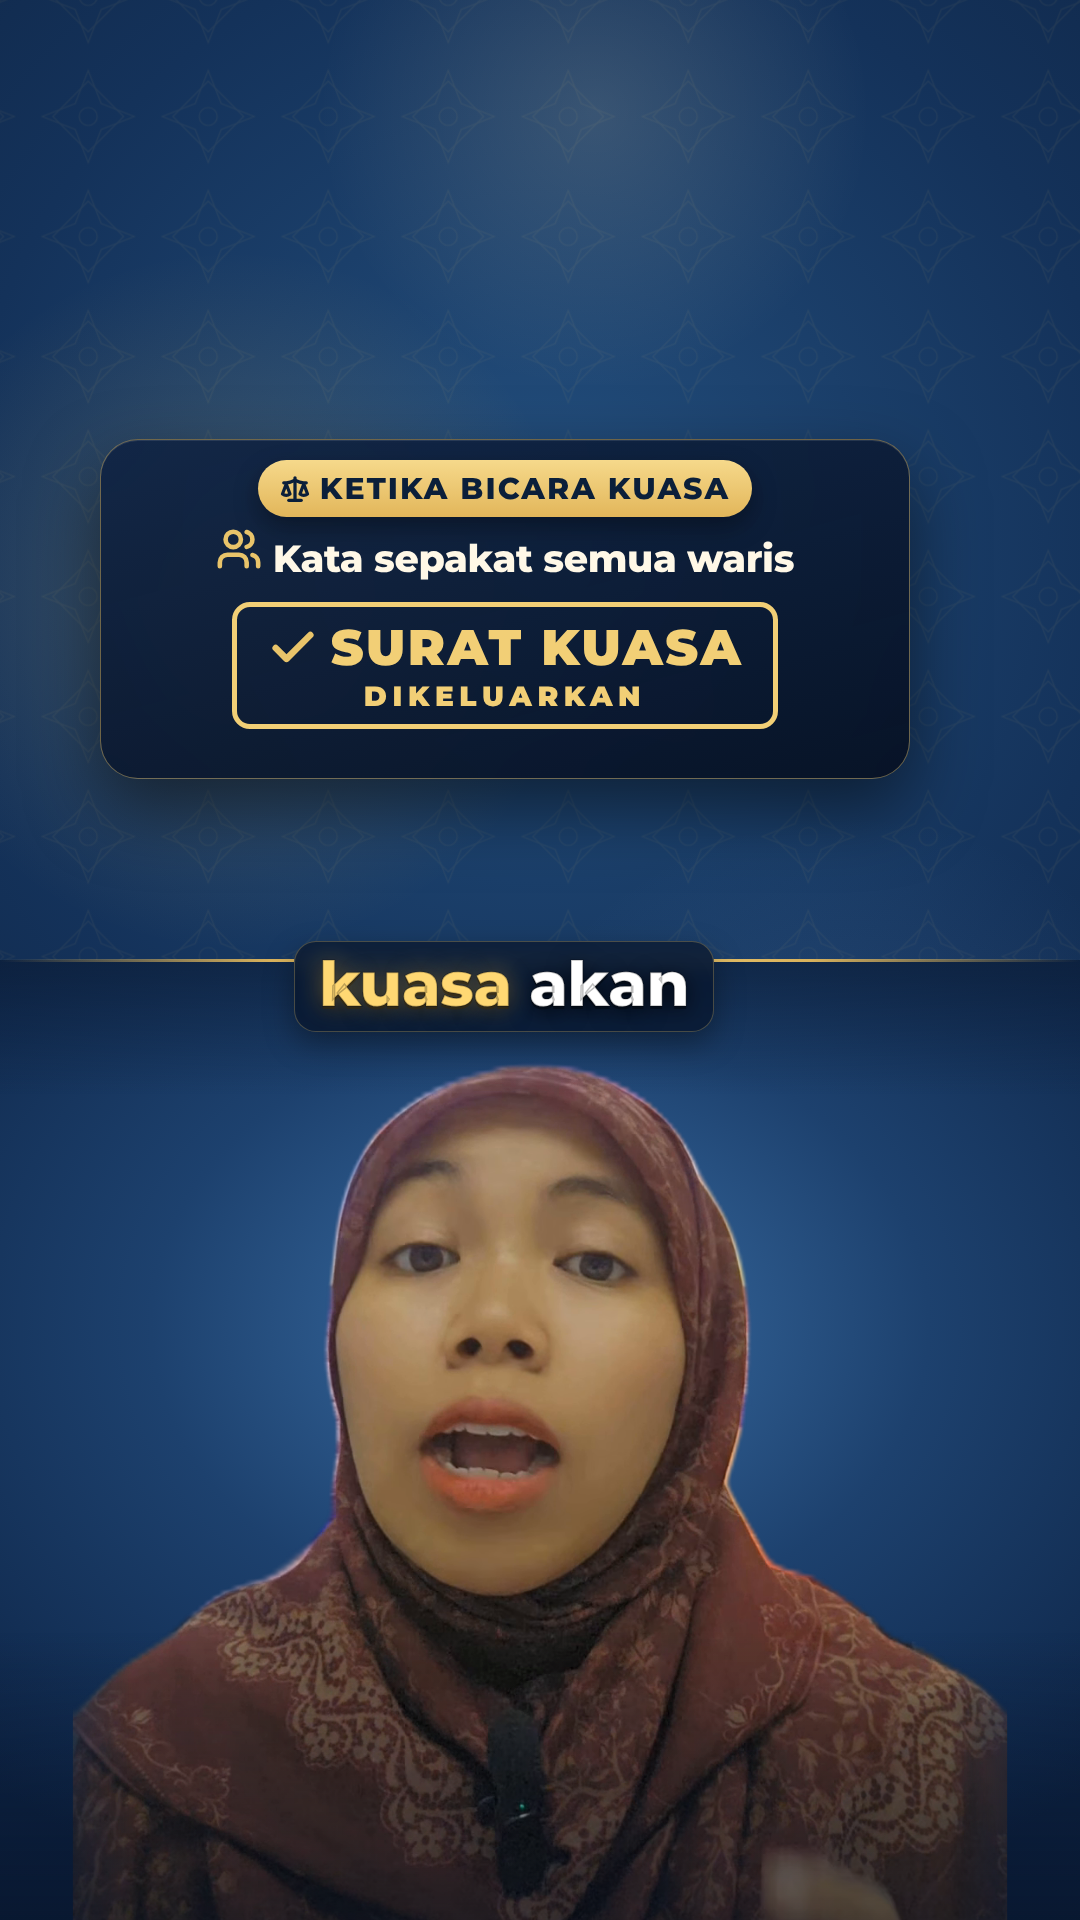 KETIKA BICARA KUASA
Kata sepakat semua waris
SURAT KUASA
DIKELUARKAN
kuasa akan